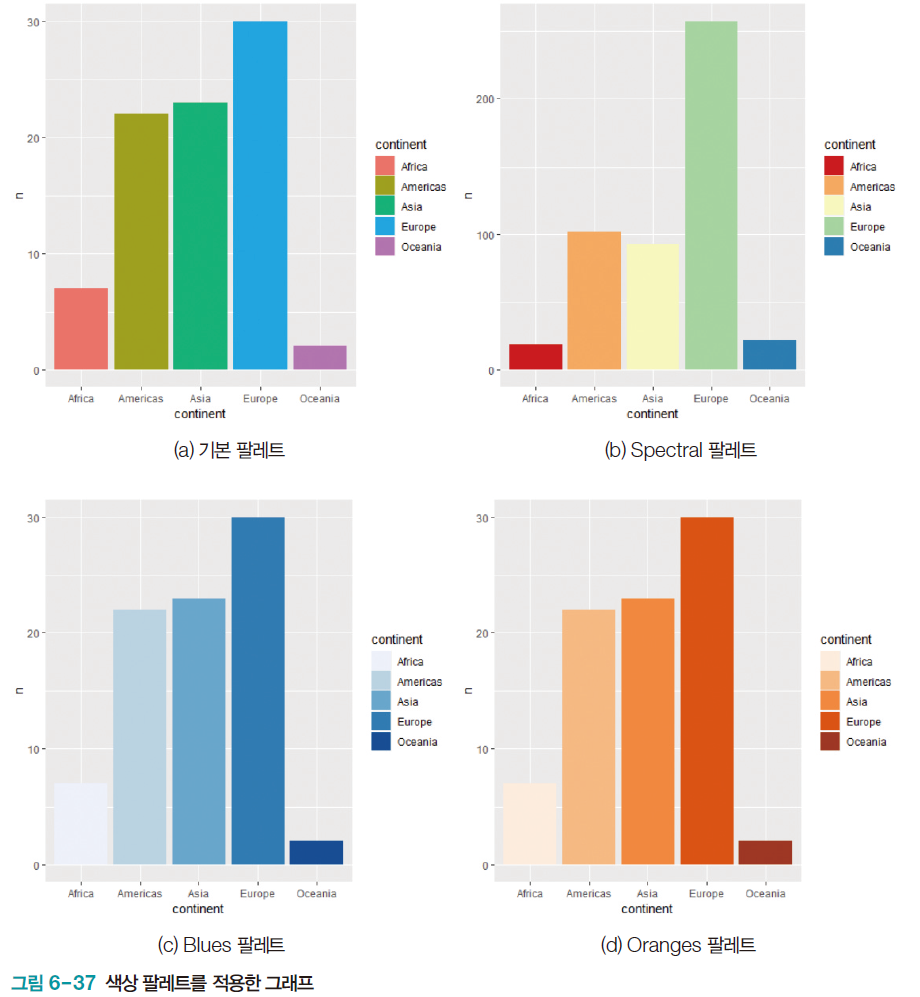 30
20
10
0
n
Africa Americas Asia Europe Oceania
continent
continent
Africa
Americas
Asia
Europe
Oceania
(a) 기본 팔레트
200
100
0
n
Africa Americas Asia Europe Oceania
continent
continent
Africa
Americas
Asia
Europe
Oceania
(b) Spectral 팔레트
30
20
10
0
n
Africa Americas Asia Europe Oceania
continent
continent
Africa
Americas
Asia
Europe
Oceania
(c) Blues 팔레트
30
20
10
0
n
Africa Americas Asia Europe Oceania
continent
continent
Africa
Americas
Asia
Europe
Oceania
(d) Oranges 팔레트
그림 6-37 색상 팔레트를 적용한 그래프